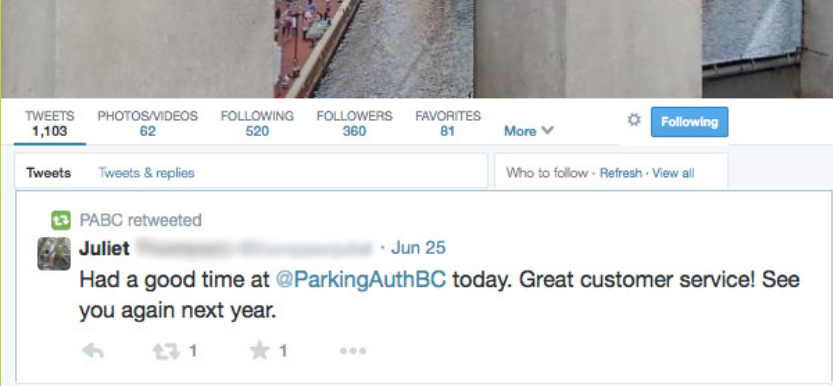 TWEETS PHOTOS/VIDEOS FOLLOWING FOLLOWERS FAVORITES
1,103 62 520 360 81 More Following
Tweets Tweets & replies Who to follow · Refresh · View all
PABC retweeted
Juliet · Jun 25
Had a good time at @ParkingAuthBC today. Great customer service! See
you again next year.
1 1